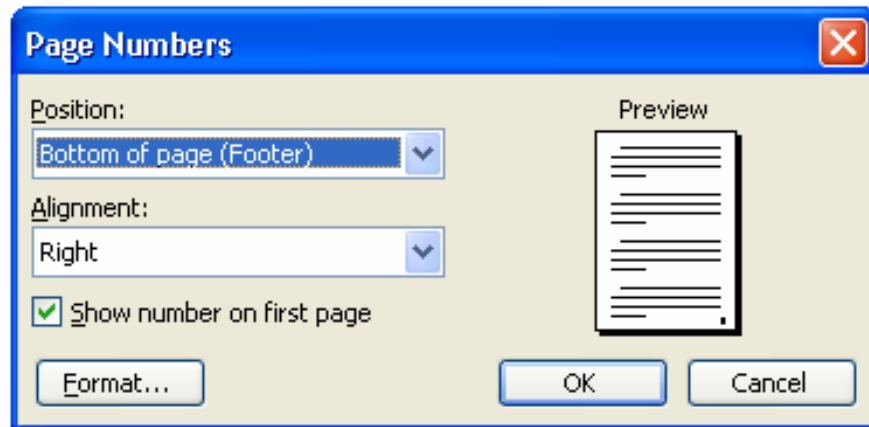 Page Numbers
Position:
Bottom of page (Footer)
Alignment:
Right
Show number on first page
Preview
Format...
OK
Cancel